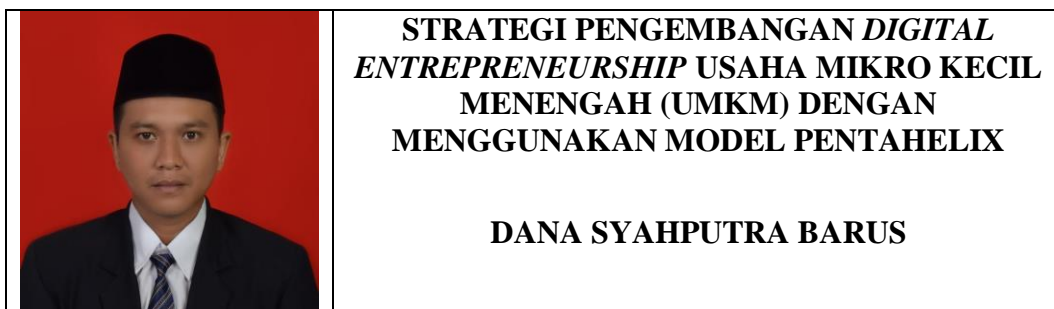 STRATEGI PENGEMBANGAN DIGITAL
ENTREPRENEURSHIP USAHA MIKRO KECIL
MENENGAH (UMKM) DENGAN
MENGGUNAKAN MODEL PENTAHELIX
DANA SYAHPUTRA BARUS